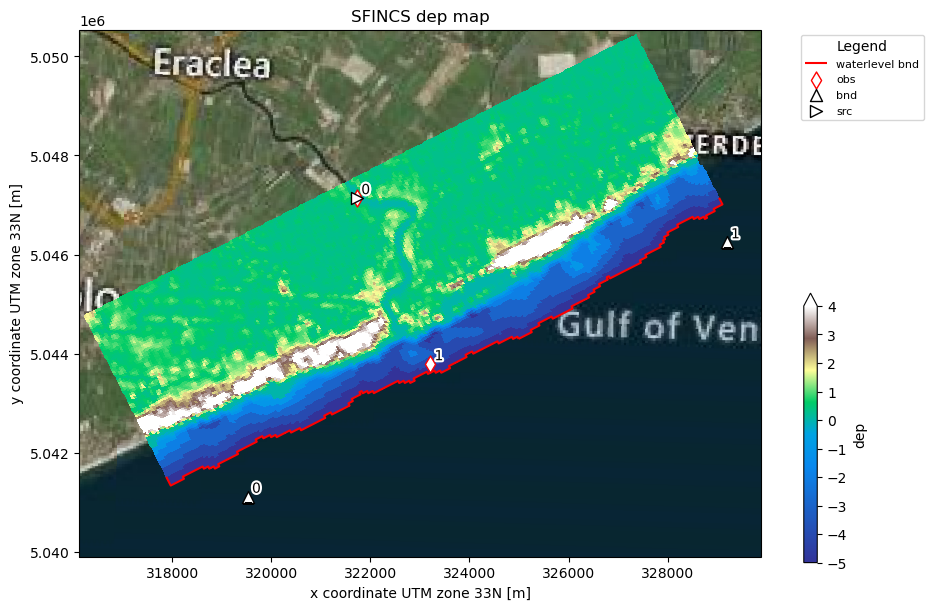 SFINCS dep map
1e6
5.050
5.048
5.046
5.044
5.042
5.040
y coordinate UTM zone 33N [m]
Eraclea
ERDE
lo
Gulf of Ven
0
1
1
0
318000 320000 322000 324000 326000 328000
x coordinate UTM zone 33N [m]
Legend
waterlevel bnd
obs
bnd
src
4
3
2
1
0
−1
−2
−3
−4
−5
dep